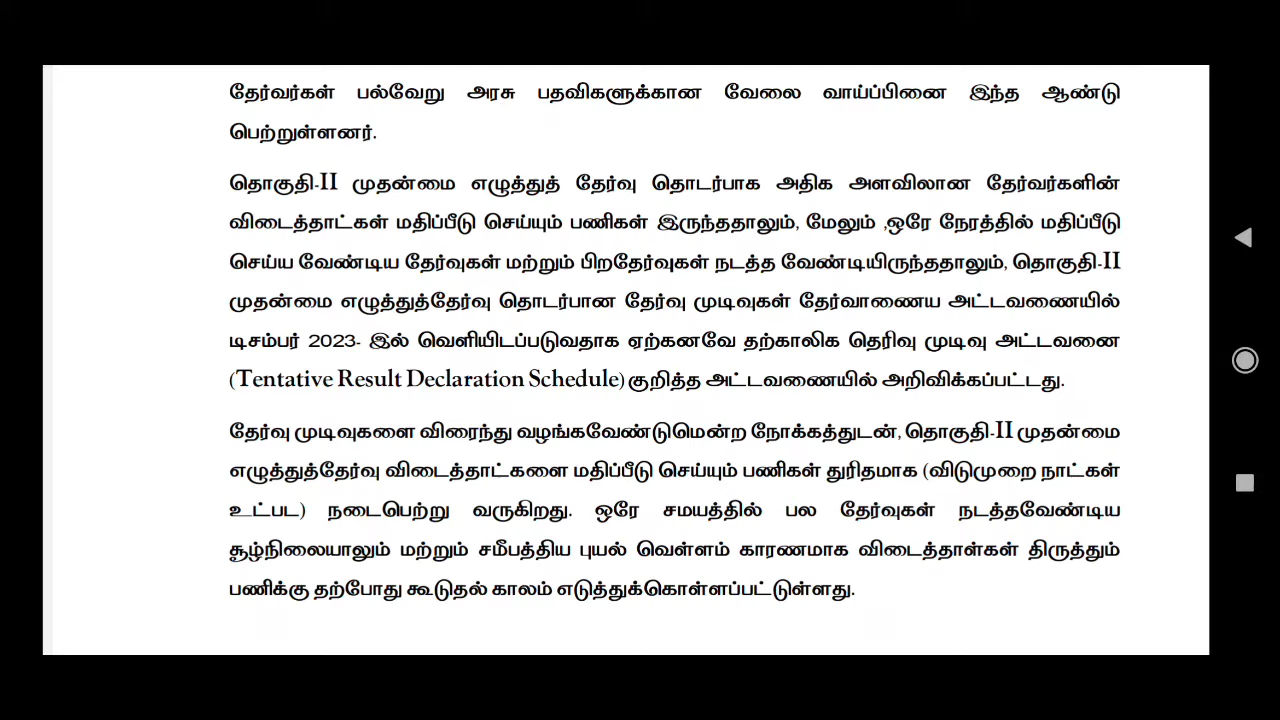 தேர்வர்கள் பல்வேறு அரசு பதவிகளுக்கான வேலை வாய்ப்பினை இந்த ஆண்டு
பெற்றுள்ளனர்.
தொகுதி-II முதன்மை எழுத்துத் தேர்வு தொடர்பாக அதிக அளவிலான தேர்வர்களின்
விடைத்தாட்கள் மதிப்பீடு செய்யும் பணிகள் இருந்ததாலும், மேலும் ,ஒரே நேரத்தில் மதிப்பீடு
செய்ய வேண்டிய தேர்வுகள் மற்றும் பிறதேர்வுகள் நடத்த வேண்டியிருந்ததாலும், தொகுதி-II
முதன்மை எழுத்துத்தேர்வு தொடர்பான தேர்வு முடிவுகள் தேர்வாணைய அட்டவணையில்
டிசம்பர் 2023- இல் வெளியிடப்படுவதாக ஏற்கனவே தற்காலிக தெரிவு முடிவு அட்டவனை
(Tentative Result Declaration Schedule) குறித்த அட்டவணையில் அறிவிக்கப்பட்டது.
தேர்வு முடிவுகளை விரைந்து வழங்கவேண்டுமென்ற நோக்கத்துடன், தொகுதி-II முதன்மை
எழுத்துத்தேர்வு விடைத்தாட்களை மதிப்பீடு செய்யும் பணிகள் துரிதமாக (விடுமுறை நாட்கள்
உட்பட) நடைபெற்று வருகிறது. ஒரே சமயத்தில் பல தேர்வுகள் நடத்தவேண்டிய
சூழ்நிலையாலும் மற்றும் சமீபத்திய புயல் வெள்ளம் காரணமாக விடைத்தாள்கள் திருத்தும்
பணிக்கு தற்போது கூடுதல் காலம் எடுத்துக்கொள்ளப்பட்டுள்ளது.